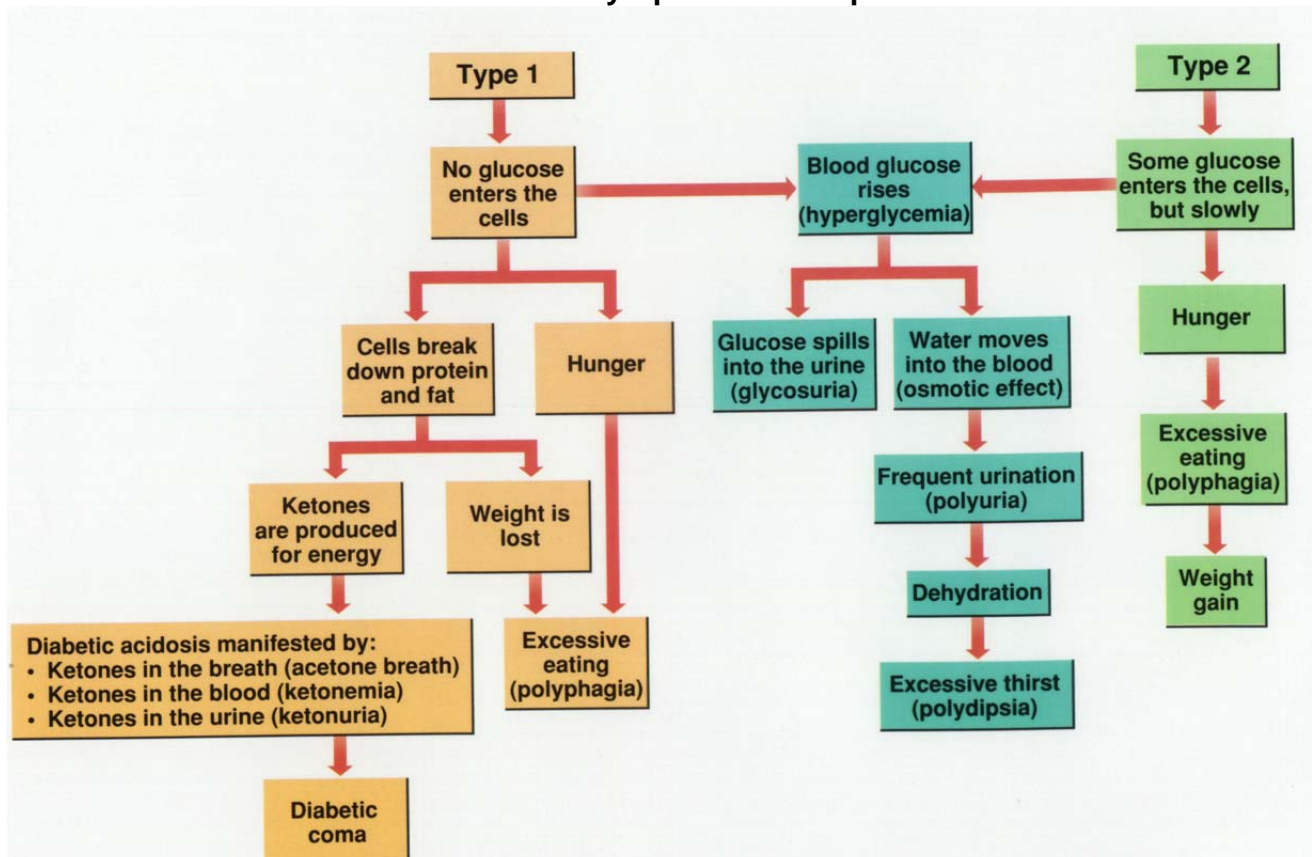 Type 1
No glucose
enters the
cells
Cells break
down protein
and fat
Hunger
Ketones
are produced
for energy
Weight is
lost
Diabetic acidosis manifested by:
• Ketones in the breath (acetone breath)
• Ketones in the blood (ketonemia)
• Ketones in the urine (ketonuria)
Excessive
eating
(polyphagia)
Diabetic
coma
Blood glucose
rises
(hyperglycemia)
Glucose spills
into the urine
(glycosuria)
Water moves
into the blood
(osmotic effect)
Frequent urination
(polyuria)
Dehydration
Excessive thirst
(polydipsia)
Type 2
Some glucose
enters the cells,
but slowly
Hunger
Excessive
eating
(polyphagia)
Weight
gain